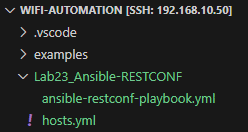 WIFI-AUTOMATION [SSH: 192.168.10.50]
.vscode
examples
Lab23_Ansible-RESTCONF
ansible-restconf-playbook.yml
! hosts.yml